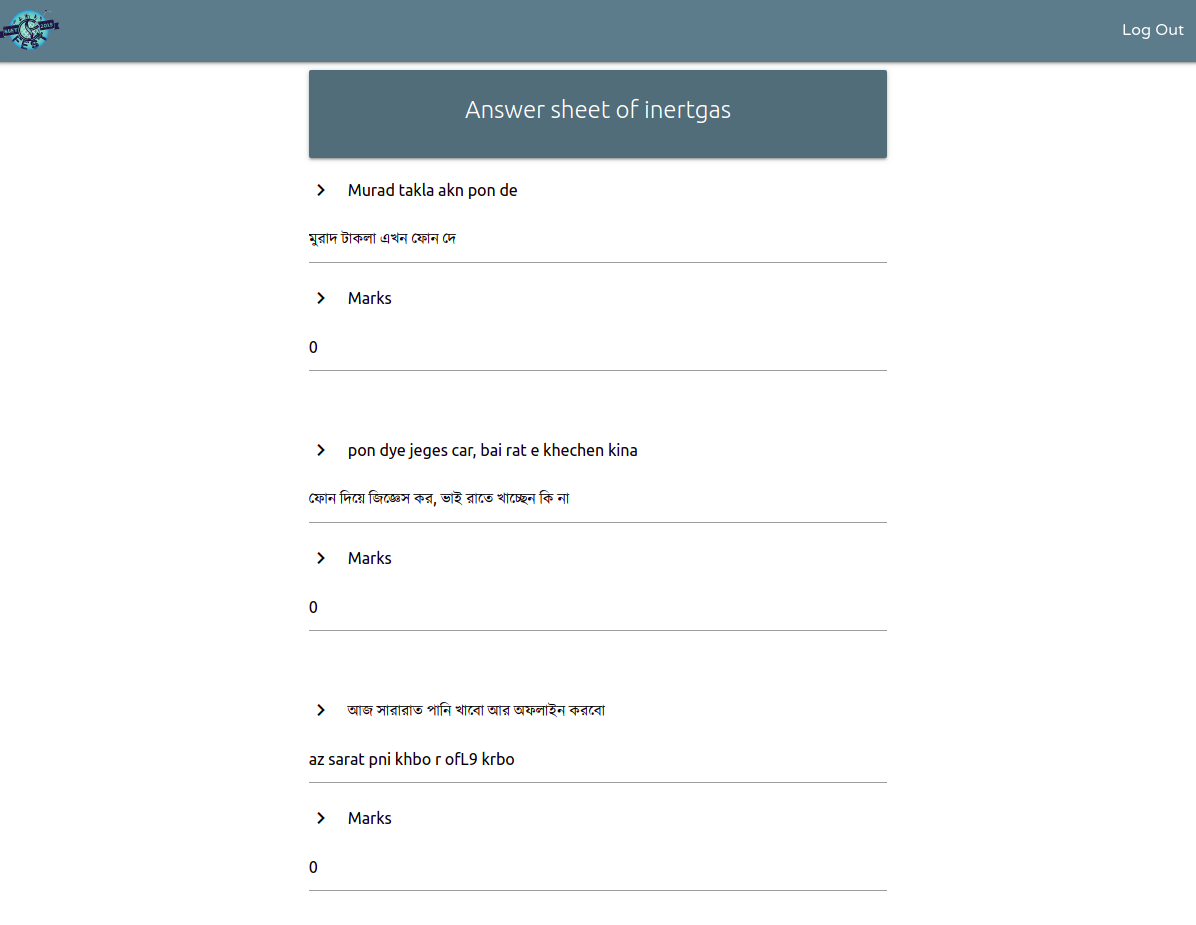 Log Out
Answer sheet of inertgas
Murad takla akn pon de
মুরাদ টাকলা এখন ফোন দে
Marks
0
pon dye jeges car, bai rat e khechen kina
ফোন দিয়ে জিজ্ঞেস কর, ভাই রাতে খাচ্ছেন কি না
Marks
0
আজ সারারাত পানি খাবো আর অফলাইন করবো
az sarat pni khbo r ofL9 krbo
Marks
0